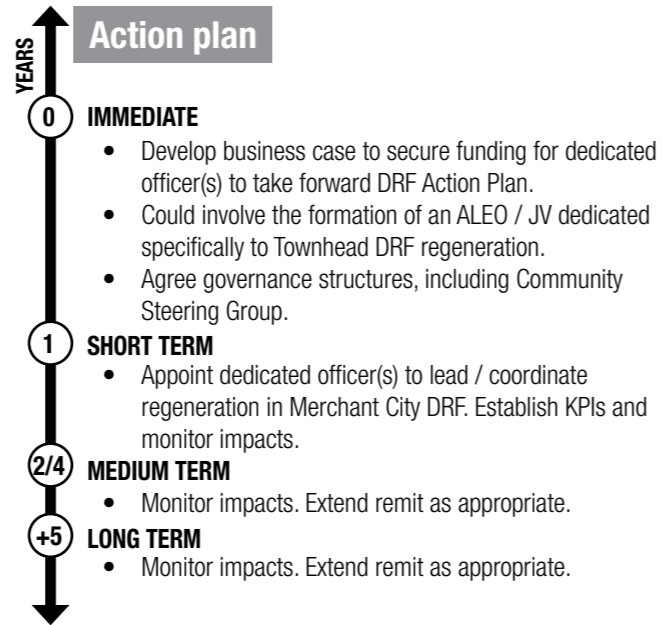 Action plan
YEARS
0
IMMEDIATE
• Develop business case to secure funding for dedicated
officer(s) to take forward DRF Action Plan.
• Could involve the formation of an ALEO / JV dedicated
specifically to Townhead DRF regeneration.
• Agree governance structures, including Community
Steering Group.
1
SHORT TERM
• Appoint dedicated officer(s) to lead / coordinate
regeneration in Merchant City DRF. Establish KPIs and
monitor impacts.
2/4
MEDIUM TERM
• Monitor impacts. Extend remit as appropriate.
+5
LONG TERM
• Monitor impacts. Extend remit as appropriate.